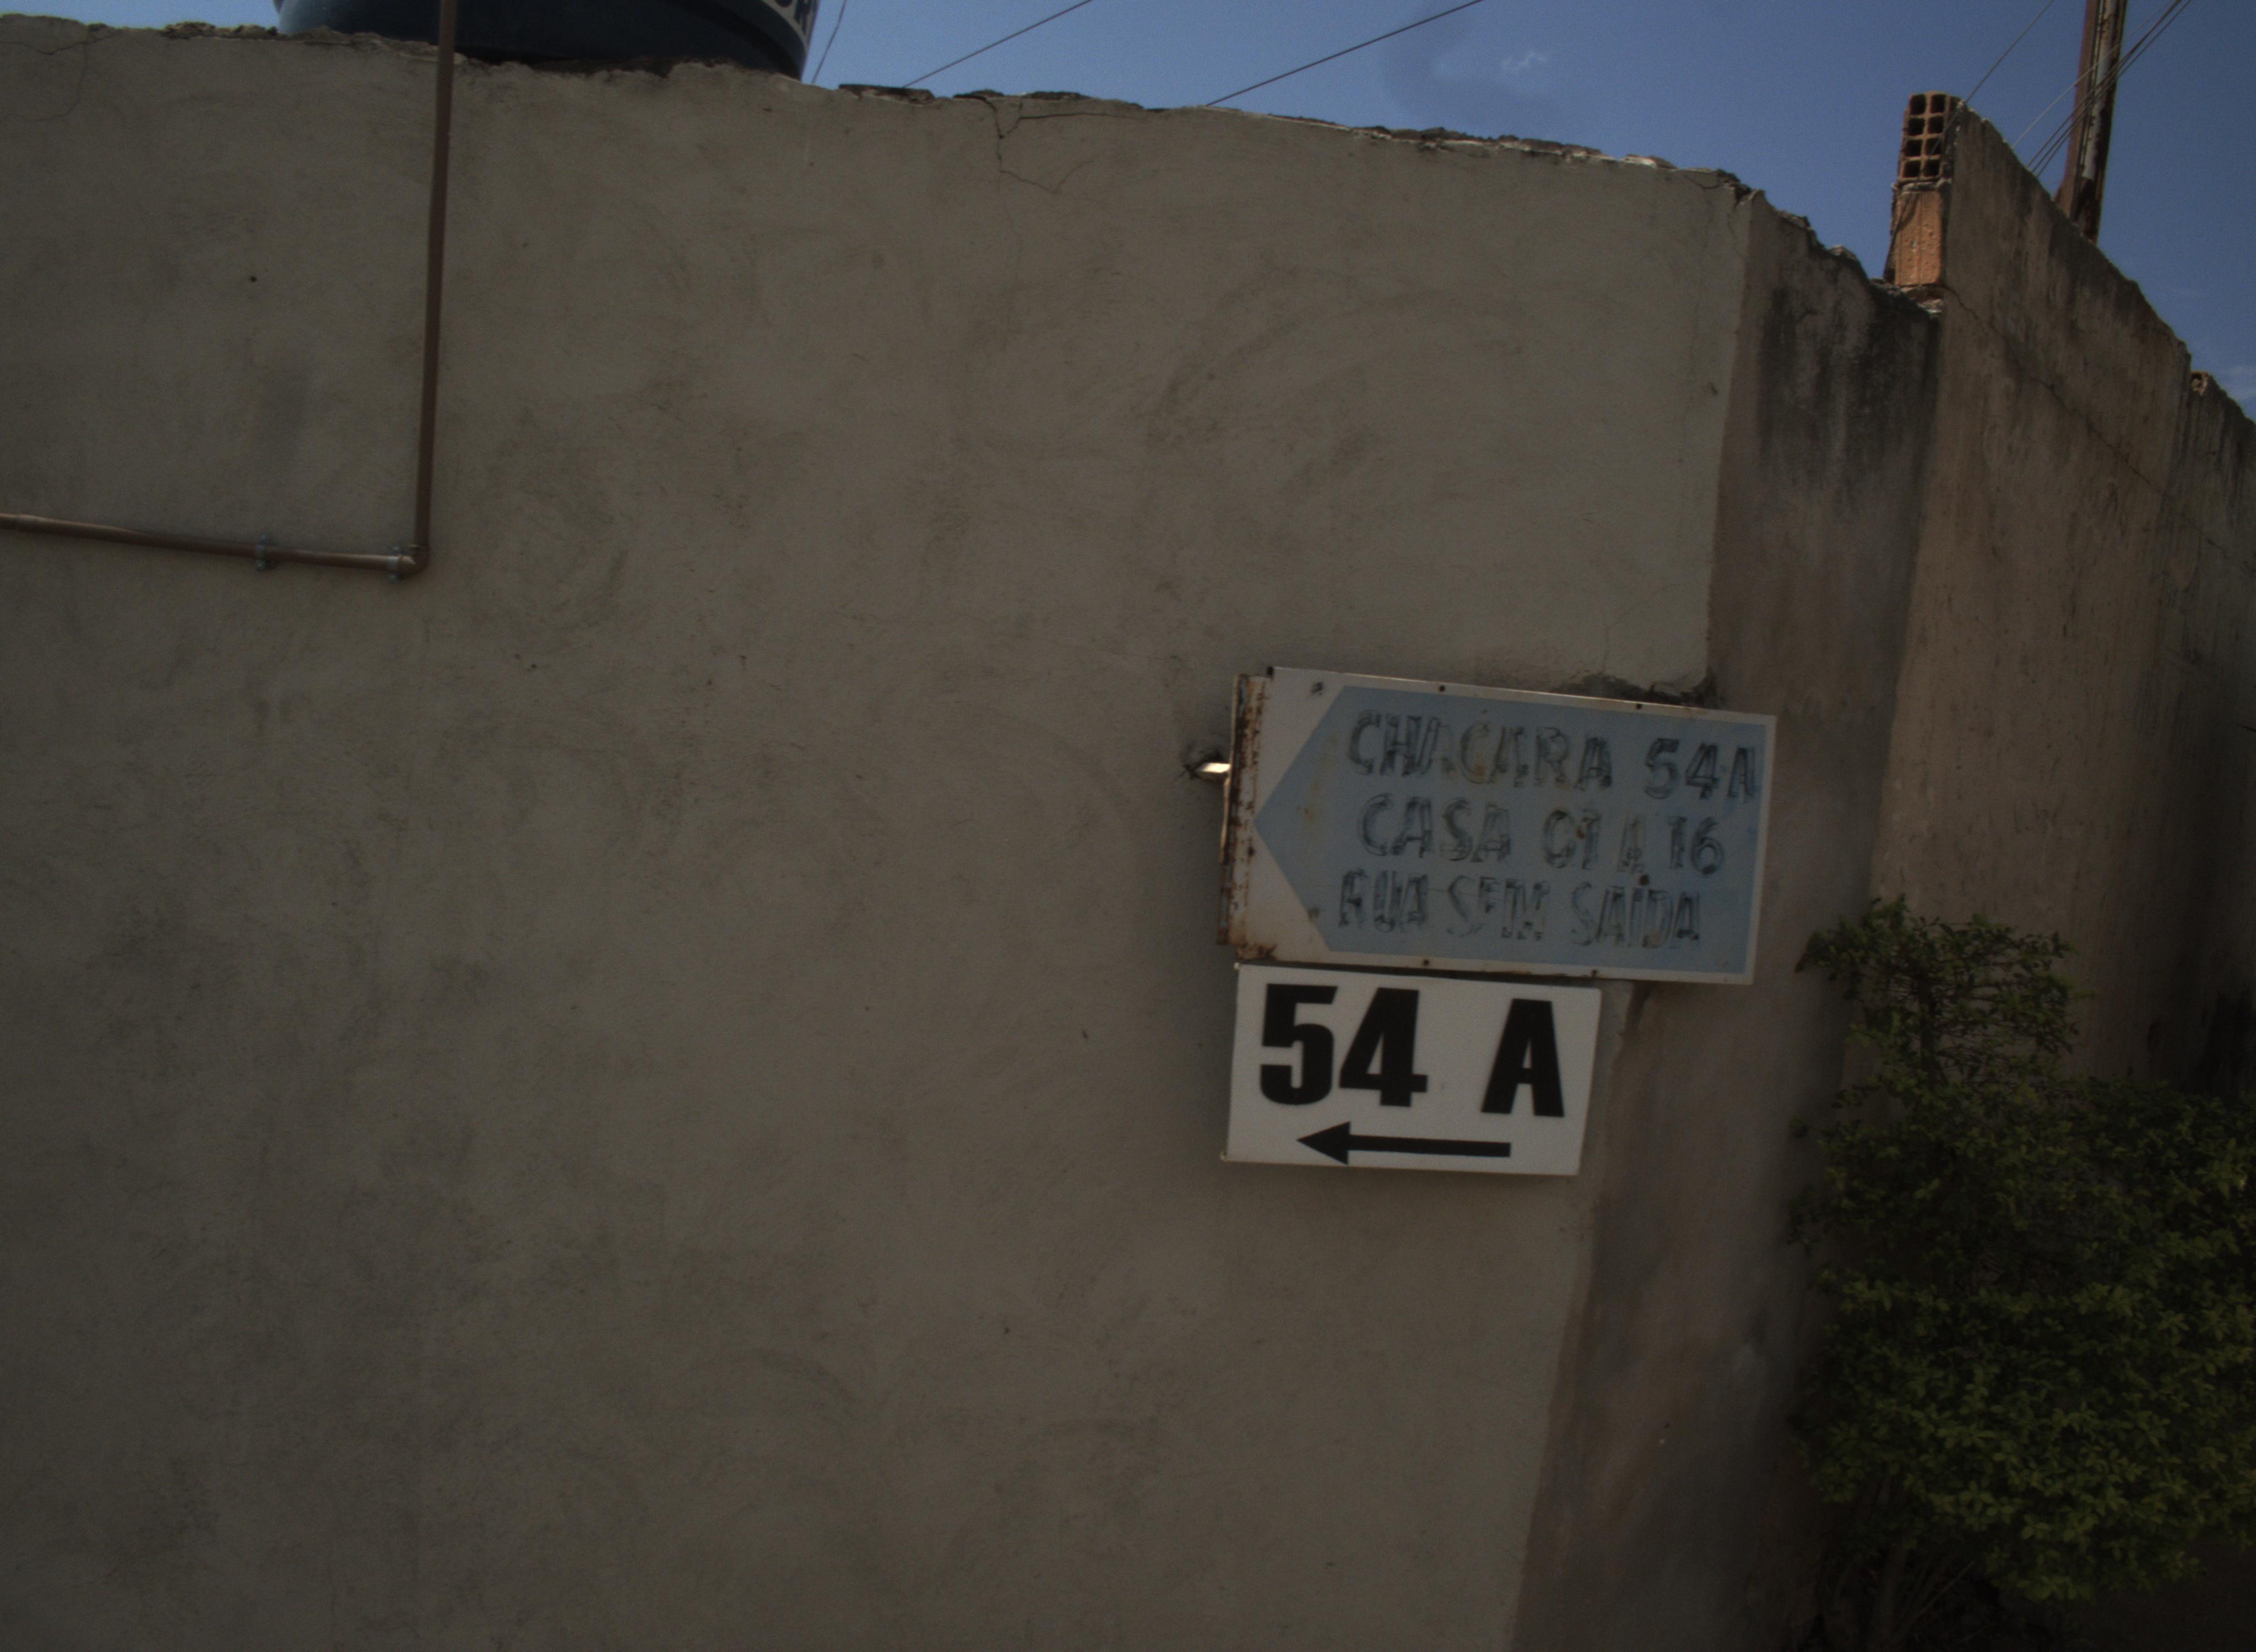 CHACARA 54A
CASA 01 A 16
RUA SEM SAIDA
54 A